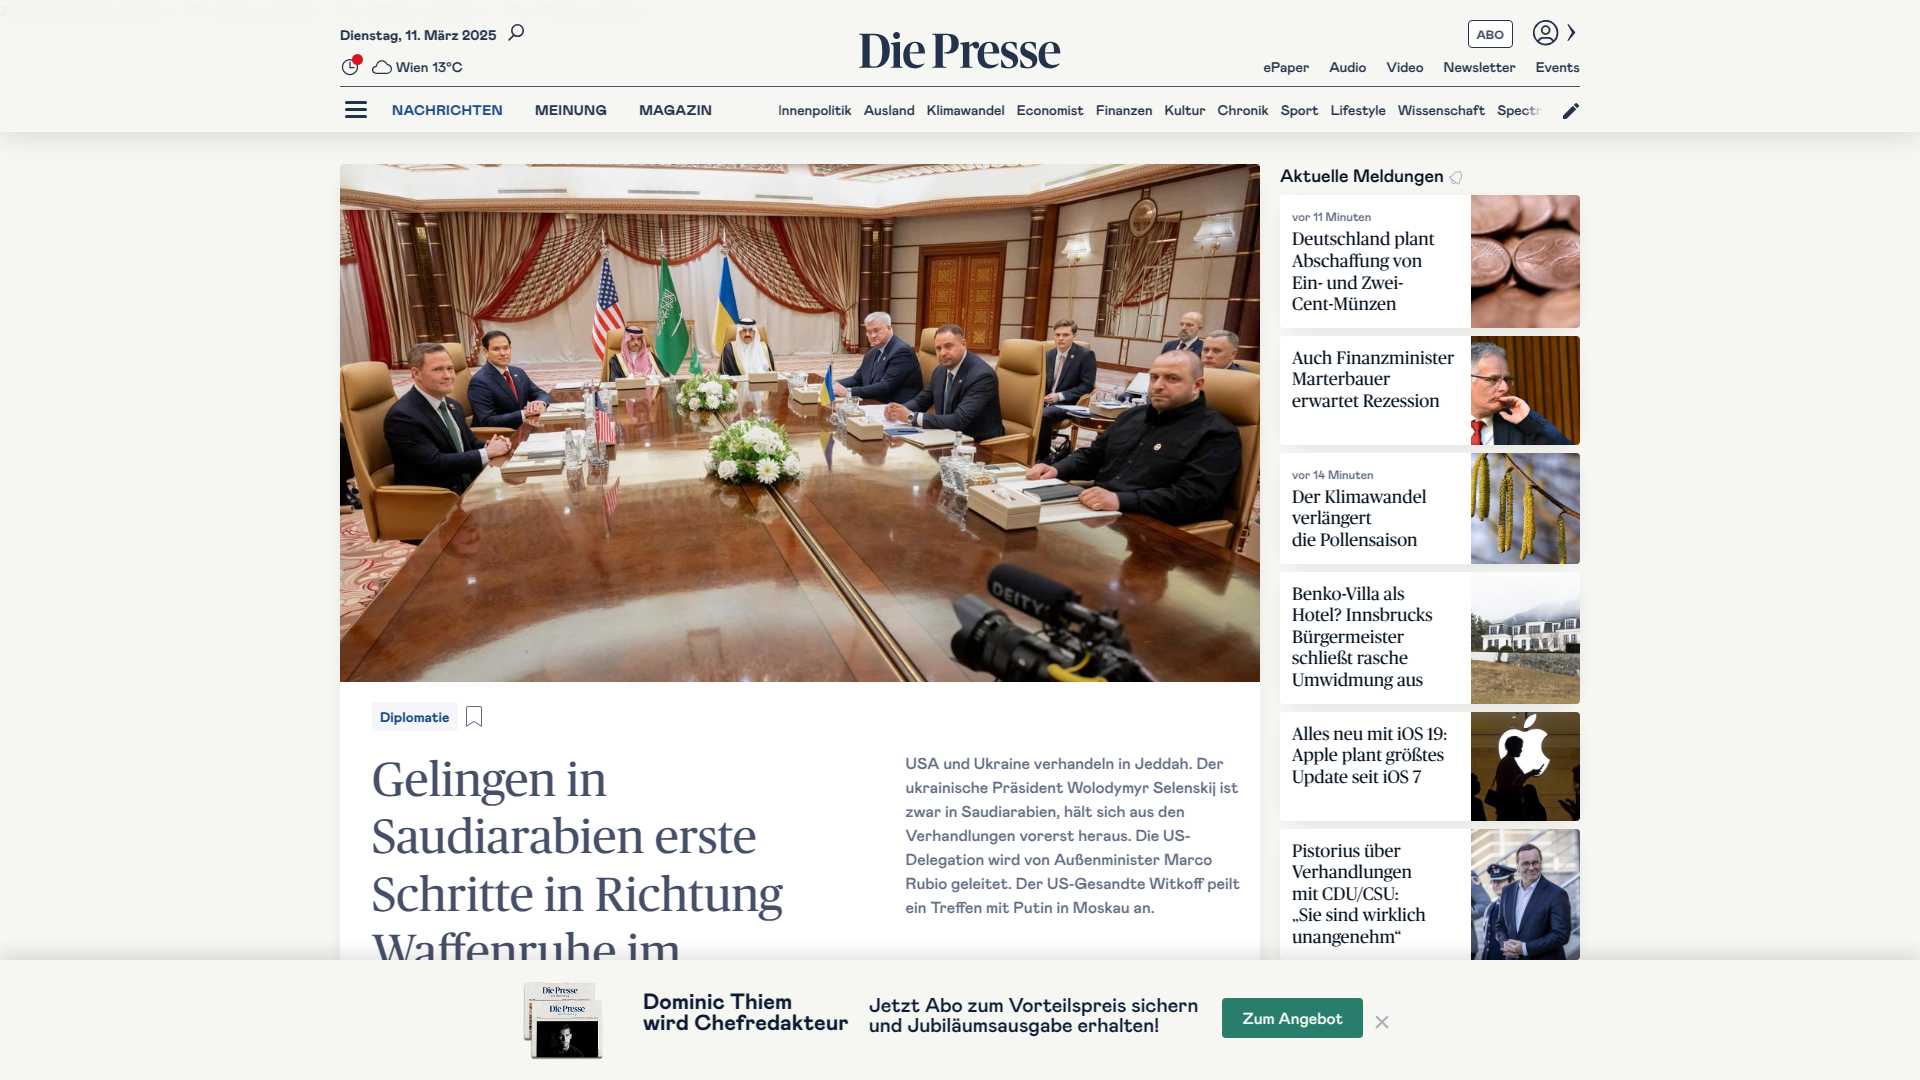 Dienstag, 11. März 2025
Wien 13°C
Die Presse
ABO
ePaper Audio Video Newsletter Events
NACHRICHTEN MEINUNG MAGAZIN
Innenpolitik Ausland Klimawandel Economist Finanzen Kultur Chronik Sport Lifestyle Wissenschaft Spectr
DEITY
Diplomatie
Gelingen in
Saudiarabien erste
Schritte in Richtung
Waffenruhe im
USA und Ukraine verhandeln in Jeddah. Der
ukrainische Präsident Wolodymyr Selenskij ist
zwar in Saudiarabien, hält sich aus den
Verhandlungen vorerst heraus. Die US-
Delegation wird von Außenminister Marco
Rubio geleitet. Der US-Gesandte Witkoff peilt
ein Treffen mit Putin in Moskau an.
Aktuelle Meldungen
vor 11 Minuten
Deutschland plant
Abschaffung von
Ein- und Zwei-
Cent-Münzen
Auch Finanzminister
Marterbauer
erwartet Rezession
vor 14 Minuten
Der Klimawandel
verlängert
die Pollensaison
Benko-Villa als
Hotel? Innsbrucks
Bürgermeister
schließt rasche
Umwidmung aus
Alles neu mit iOS 19:
Apple plant größtes
Update seit iOS 7
Pistorius über
Verhandlungen
mit CDU/CSU:
„Sie sind wirklich
unangenehm“
Die Presse
Die Presse
Dominic Thiem
wird Chefredakteur
Jetzt Abo zum Vorteilspreis sichern
und Jubiläumsausgabe erhalten!
Zum Angebot